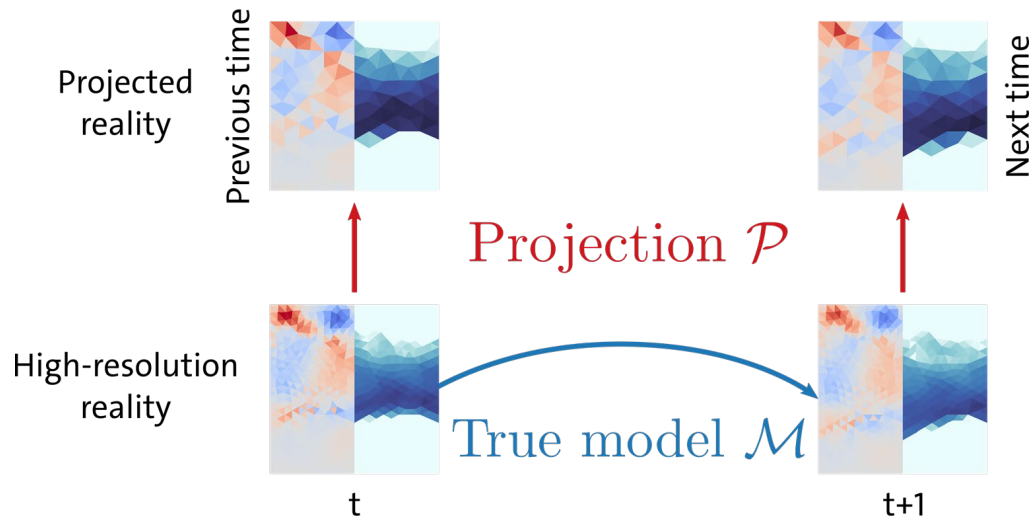 Projected
reality
Previous time
Next time
Projection 𝒫
High-resolution
reality
True model ℳ
t
t+1